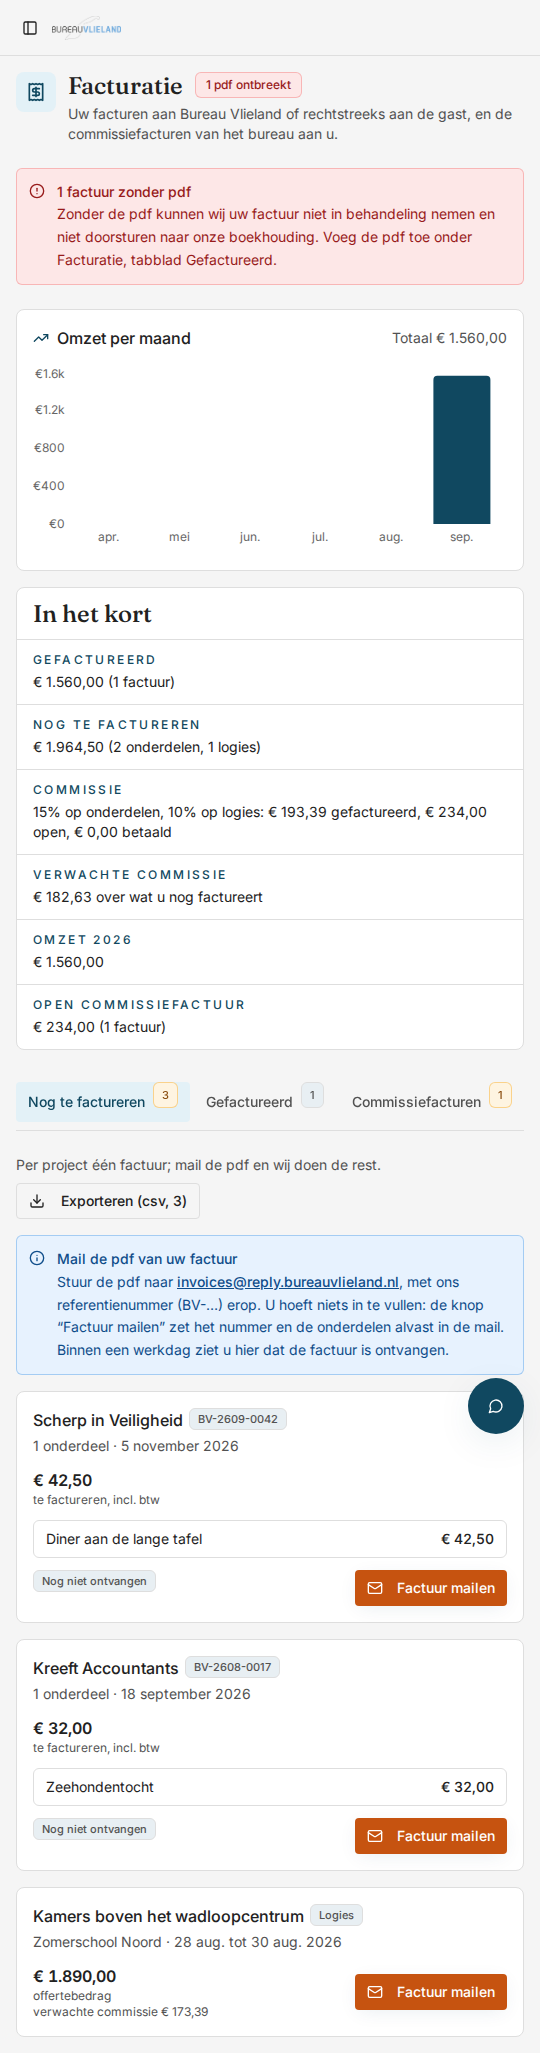 BUREAUVLIELAND
Facturatie
1 pdf ontbreekt
Uw facturen aan Bureau Vlieland of rechtstreeks aan de gast, en de
commissiefacturen van het bureau aan u.
1 factuur zonder pdf
Zonder de pdf kunnen wij uw factuur niet in behandeling nemen en
niet doorsturen naar onze boekhouding. Voeg de pdf toe onder
Facturatie, tabblad Gefactureerd.
Omzet per maand
Totaal € 1.560,00
€1.6k
€1.2k
€800
€400
€0
apr. mei jun. jul. aug. sep.
In het kort
GEFACTUREERD
€ 1.560,00 (1 factuur)
NOG TE FACTUREREN
€ 1.964,50 (2 onderdelen, 1 logies)
COMMISSIE
15% op onderdelen, 10% op logies: € 193,39 gefactureerd, € 234,00
open, € 0,00 betaald
VERWACHTE COMMISSIE
€ 182,63 over wat u nog factureert
OMZET 2026
€ 1.560,00
OPEN COMMISSIEFACTUUR
€ 234,00 (1 factuur)
Nog te factureren 3 Gefactureerd 1 Commissiefacturen 1
Per project één factuur; mail de pdf en wij doen de rest.
Exporteren (csv, 3)
Mail de pdf van uw factuur
Stuur de pdf naar invoices@reply.bureauvlieland.nl, met ons
referentienummer (BV-…) erop. U hoeft niets in te vullen: de knop
“Factuur mailen” zet het nummer en de onderdelen alvast in de mail.
Binnen een werkdag ziet u hier dat de factuur is ontvangen.
Scherp in Veiligheid BV-2609-0042
1 onderdeel · 5 november 2026
€ 42,50
te factureren, incl. btw
Diner aan de lange tafel € 42,50
Nog niet ontvangen
Factuur mailen
Kreeft Accountants BV-2608-0017
1 onderdeel · 18 september 2026
€ 32,00
te factureren, incl. btw
Zeehondentocht € 32,00
Nog niet ontvangen
Factuur mailen
Kamers boven het wadloopcentrum Logies
Zomerschool Noord · 28 aug. tot 30 aug. 2026
€ 1.890,00
offertebedrag
verwachte commissie € 173,39
Factuur mailen